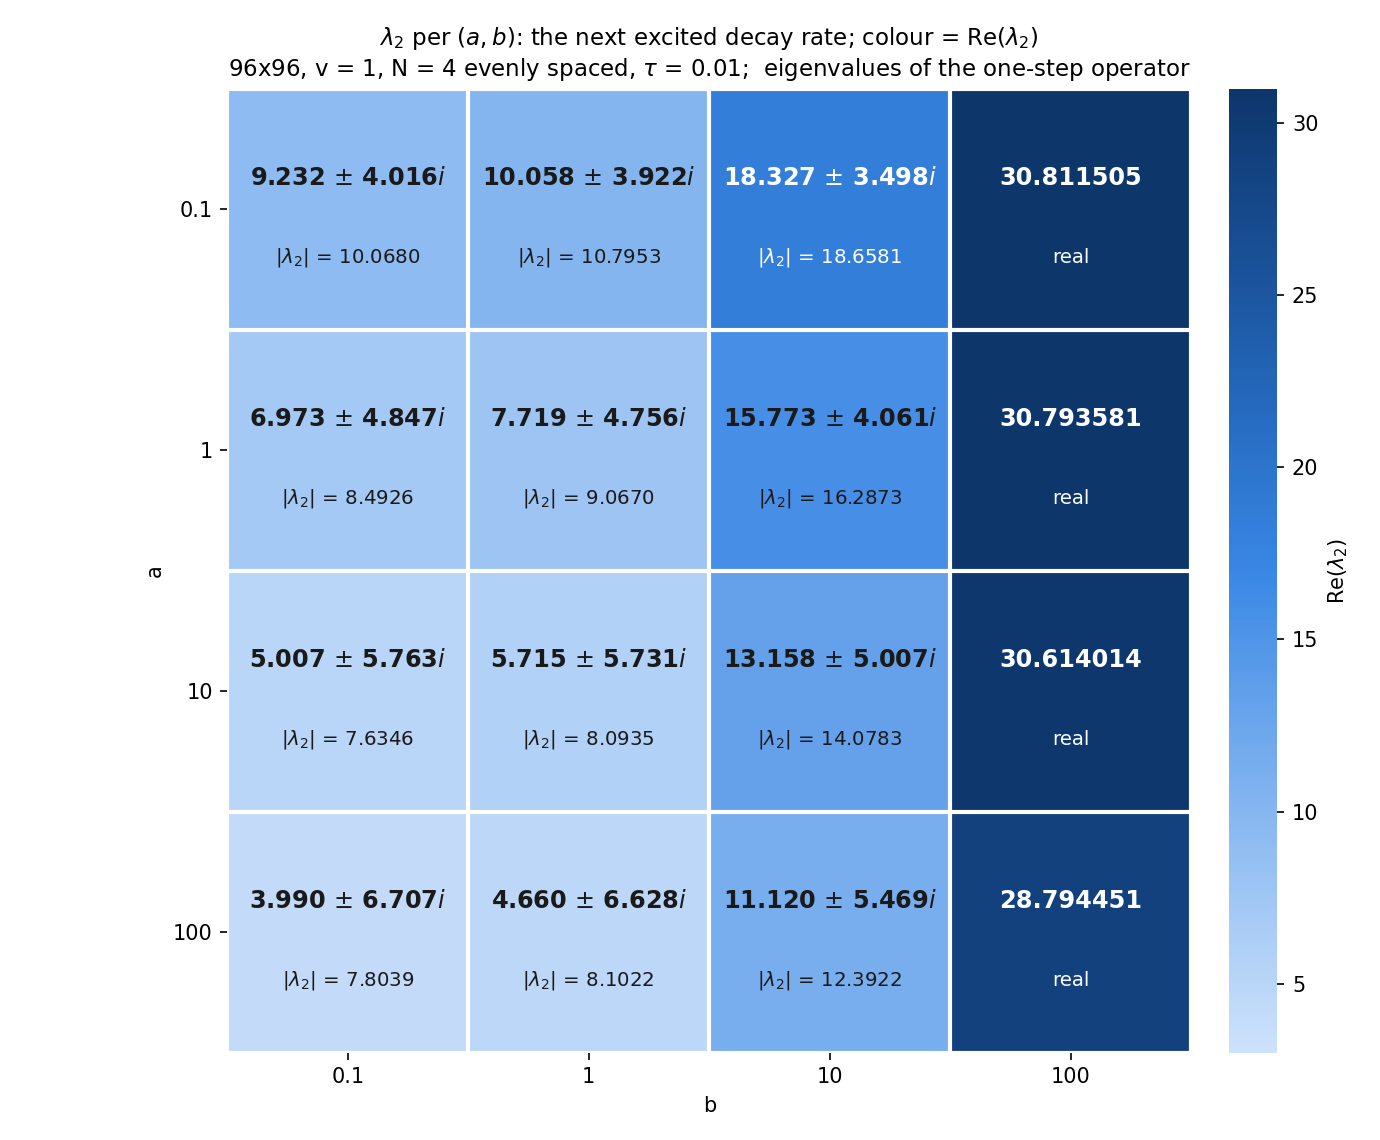 λ₂ per (a, b): the next excited decay rate; colour = Re(λ₂)
96x96, v = 1, N = 4 evenly spaced, τ = 0.01;  eigenvalues of the one-step operator
9.232 ± 4.016i
10.058 ± 3.922i
18.327 ± 3.498i
30.811505
|λ₂| = 10.0680
|λ₂| = 10.7953
|λ₂| = 18.6581
real
0.1
6.973 ± 4.847i
7.719 ± 4.756i
15.773 ± 4.061i
30.793581
|λ₂| = 8.4926
|λ₂| = 9.0670
|λ₂| = 16.2873
real
1
5.007 ± 5.763i
5.715 ± 5.731i
13.158 ± 5.007i
30.614014
|λ₂| = 7.6346
|λ₂| = 8.0935
|λ₂| = 14.0783
real
10
3.990 ± 6.707i
4.660 ± 6.628i
11.120 ± 5.469i
28.794451
|λ₂| = 7.8039
|λ₂| = 8.1022
|λ₂| = 12.3922
real
100
a
0.1
1
10
100
b
30
25
20
15
10
5
Re(λ₂)